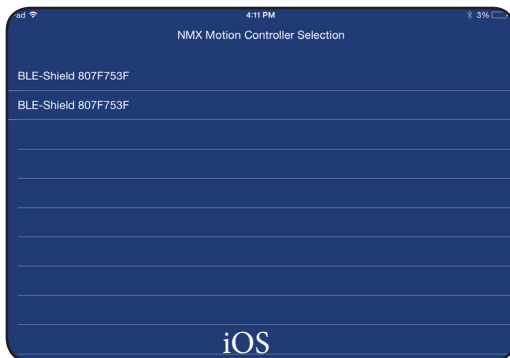 ad 4:11 PM 3%
NMX Motion Controller Selection
BLE-Shield 807F753F
BLE-Shield 807F753F
iOS